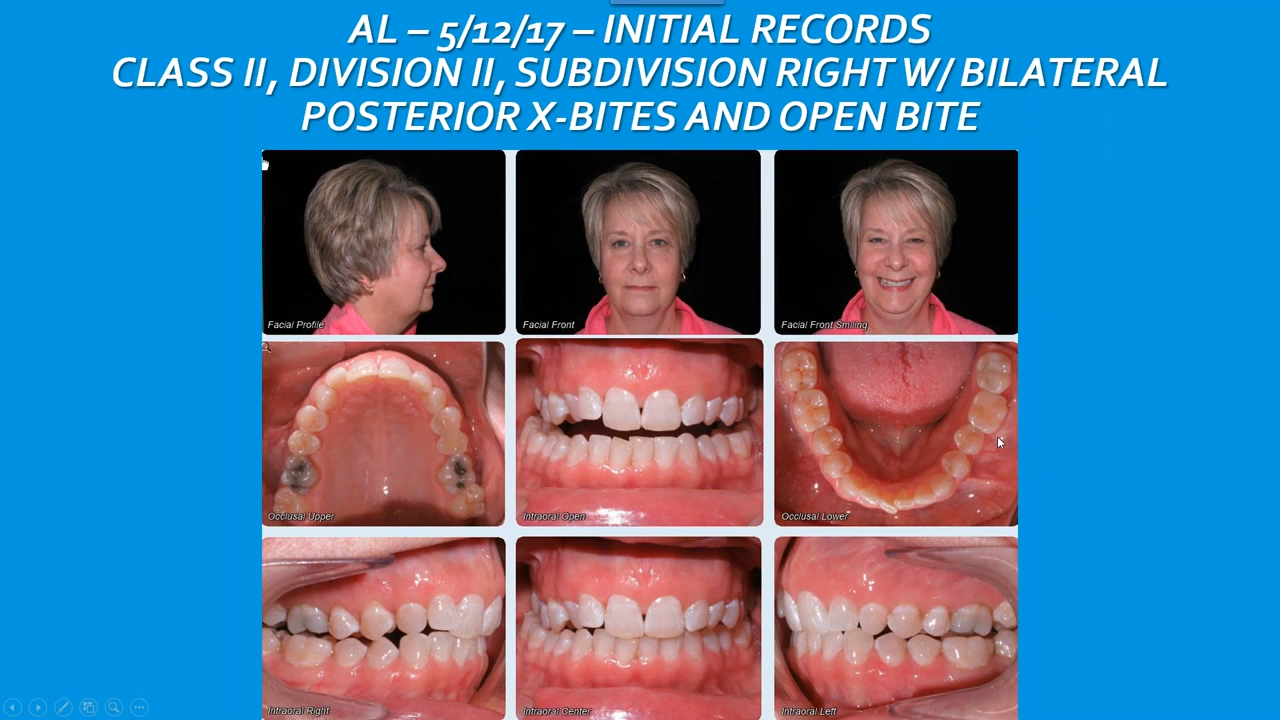 AL – 5/12/17 – INITIAL RECORDS
CLASS II, DIVISION II, SUBDIVISION RIGHT W/ BILATERAL
POSTERIOR X-BITES AND OPEN BITE
Facial Profile
Facial Front
Facial Front Smiling
Occlusal Upper
Intraoral Open
Occlusal Lower
Intraoral Right
Intraoral Center
Intraoral Left